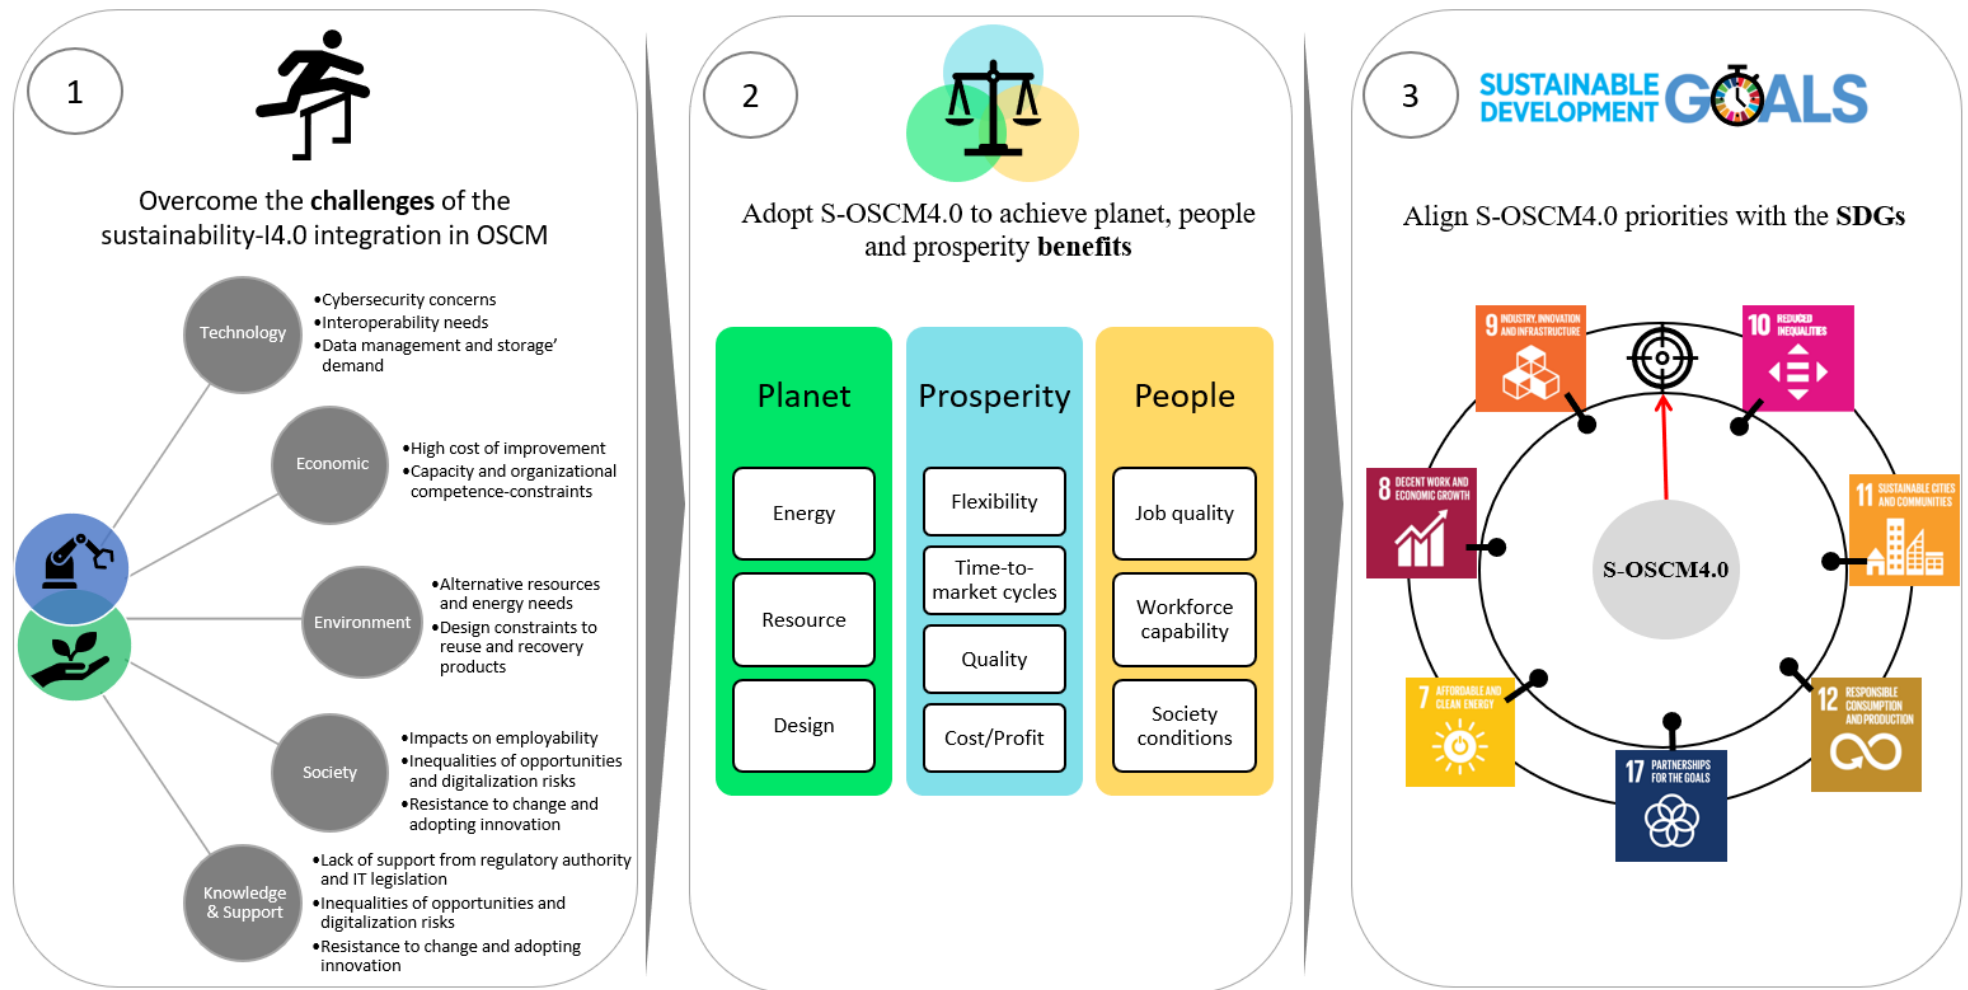 1
Overcome the challenges of the
sustainability-I4.0 integration in OSCM
Technology
•Cybersecurity concerns
•Interoperability needs
•Data management and storage’
demand
Economic
•High cost of improvement
•Capacity and organizational
competence-constraints
Environment
•Alternative resources
and energy needs
•Design constraints to
reuse and recovery
products
Society
•Impacts on employability
•Inequalities of opportunities
and digitalization risks
•Resistance to change and
adopting innovation
Knowledge
& Support
•Lack of support from regulatory authority
and IT legislation
•Inequalities of opportunities and
digitalization risks
•Resistance to change and adopting
innovation
2
Adopt S-OSCM4.0 to achieve planet, people
and prosperity benefits
Planet
Energy
Resource
Design
Prosperity
Flexibility
Time-to-
market cycles
Quality
Cost/Profit
People
Job quality
Workforce
capability
Society
conditions
3
SUSTAINABLE
DEVELOPMENT
GOALS
Align S-OSCM4.0 priorities with the SDGs
9 INDUSTRY, INNOVATION
AND INFRASTRUCTURE
10 REDUCED
INEQUALITIES
8 DECENT WORK AND
ECONOMIC GROWTH
11 SUSTAINABLE CITIES
AND COMMUNITIES
S-OSCM4.0
7 AFFORDABLE AND
CLEAN ENERGY
12 RESPONSIBLE
CONSUMPTION
AND PRODUCTION
17 PARTNERSHIPS
FOR THE GOALS